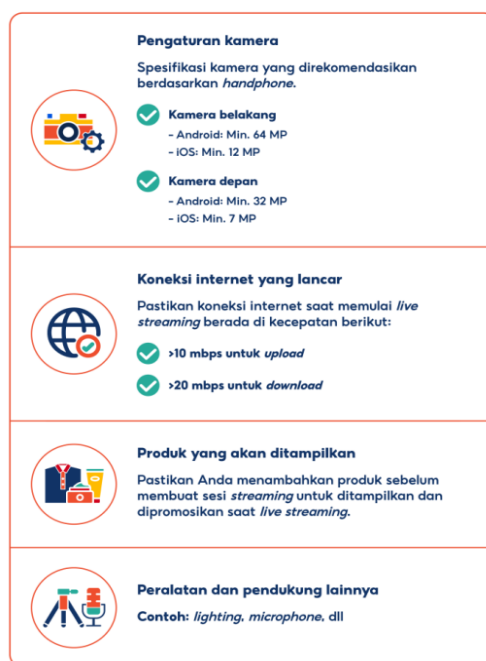 Pengaturan kamera
Spesifikasi kamera yang direkomendasikan
berdasarkan handphone.
Kamera belakang
- Android: Min. 64 MP
- iOS: Min. 12 MP
Kamera depan
- Android: Min. 32 MP
- iOS: Min. 7 MP
Koneksi internet yang lancar
Pastikan koneksi internet saat memulai live
streaming berada di kecepatan berikut:
>10 mbps untuk upload
>20 mbps untuk download
Produk yang akan ditampilkan
Pastikan Anda menambahkan produk sebelum
membuat sesi streaming untuk ditampilkan dan
dipromosikan saat live streaming.
Peralatan dan pendukung lainnya
Contoh: lighting, microphone, dll